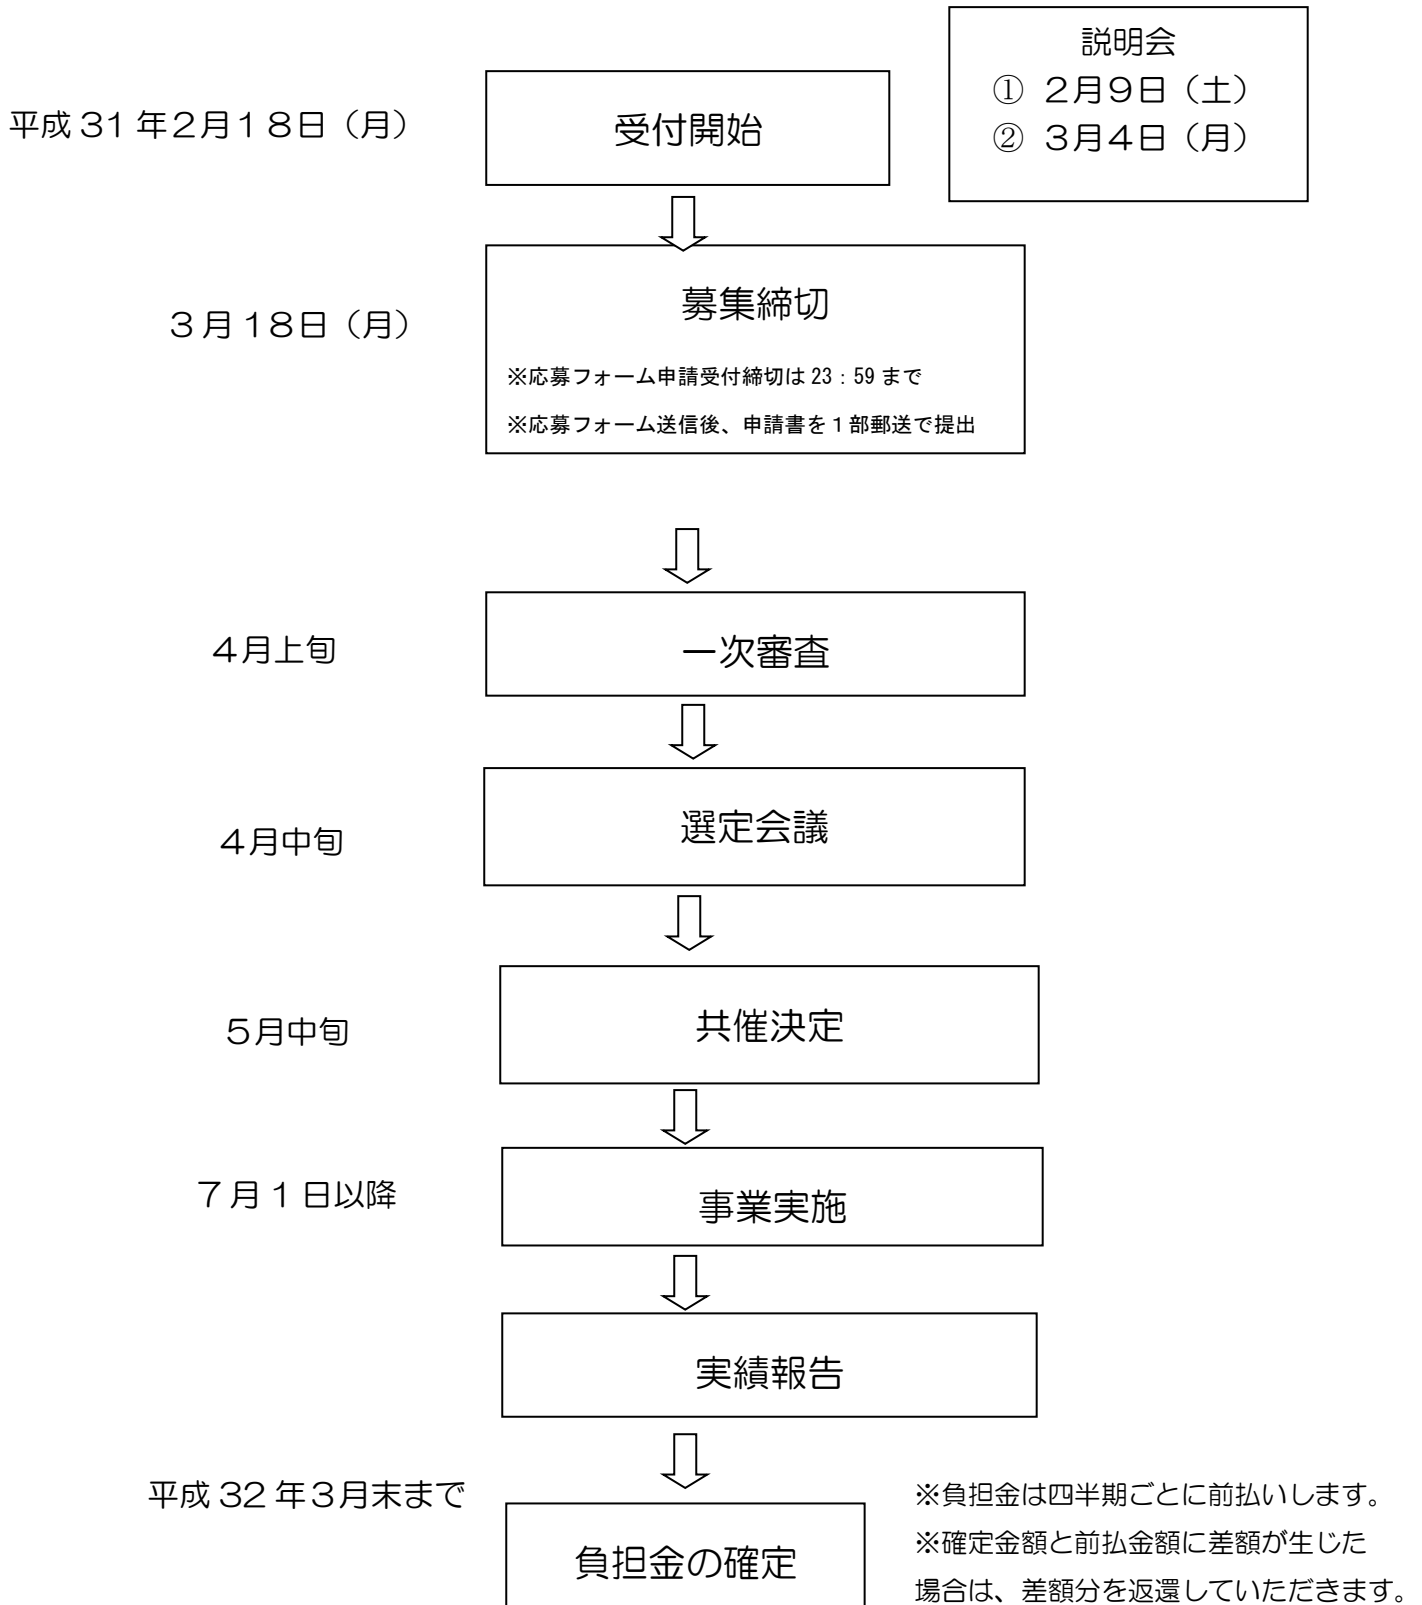 説明会
① ２月９日（土）
② ３月４日（月）
平成 31 年２月１８日（月）
受付開始
３月 18日（月）
募集締切
※応募フォーム申請受付締切は 23：59 まで
※応募フォーム送信後、申請書を１部郵送で提出
４月上旬
一次審査
４月中旬
選定会議
５月中旬
共催決定
７月１日以降
事業実施
実績報告
平成 32 年３月末まで
負担金の確定
※負担金は四半期ごとに前払いします。
※確定金額と前払金額に差額が生じた
場合は、差額分を返還していただきます。